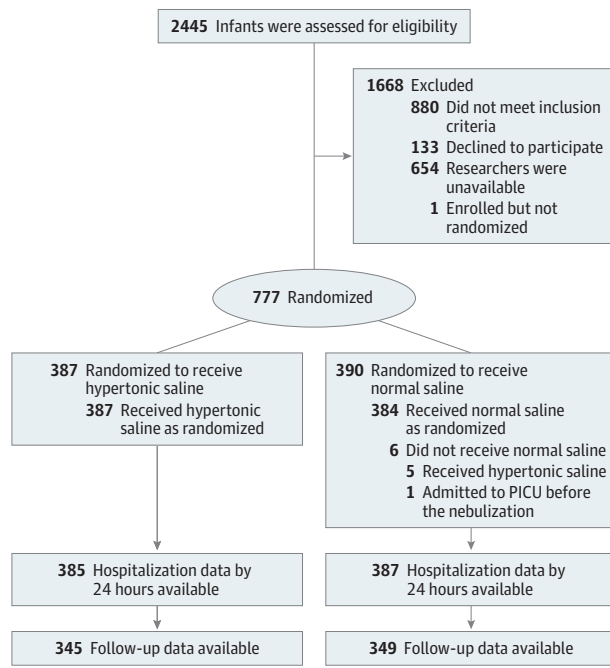 2445 Infants were assessed for eligibility
1668 Excluded
880 Did not meet inclusion
criteria
133 Declined to participate
654 Researchers were
unavailable
1 Enrolled but not
randomized
777 Randomized
387 Randomized to receive
hypertonic saline
387 Received hypertonic
saline as randomized
390 Randomized to receive
normal saline
384 Received normal saline
as randomized
6 Did not receive normal saline
5 Received hypertonic saline
1 Admitted to PICU before
the nebulization
385 Hospitalization data by
24 hours available
387 Hospitalization data by
24 hours available
345 Follow-up data available
349 Follow-up data available